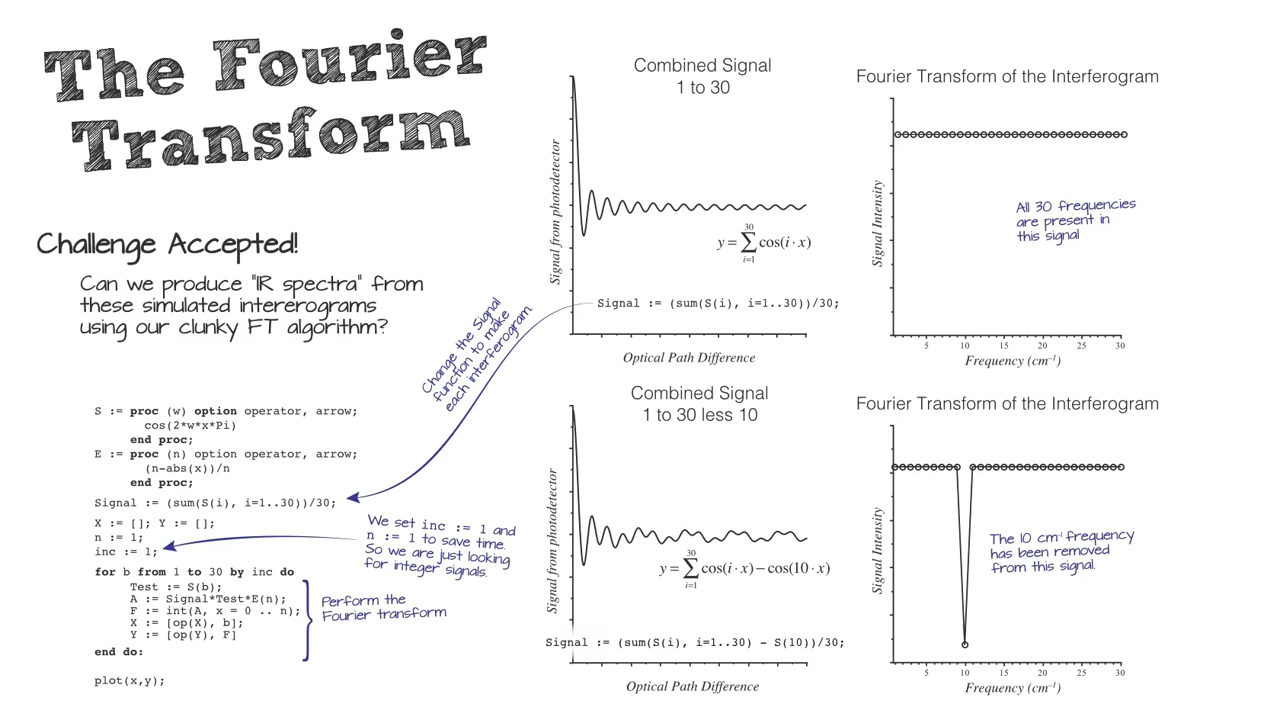 The Fourier
Transform
Challenge Accepted!
Can we produce "IR spectra" from
these simulated intererograms
using our clunky FT algorithm?
S := proc (w) option operator, arrow;
cos(2*w*x*Pi)
end proc;
E := proc (n) option operator, arrow;
(n-abs(x))/n
end proc;
Signal := (sum(S(i), i=1..30))/30;
X := []; Y := [];
n := 1;
inc := 1;
for b from 1 to 30 by inc do
Test := S(b);
A := Signal*Test*E(n);
F := int(A, x = 0 .. n);
X := [op(X), b];
Y := [op(Y), F]
end do:
plot(x,y);
Change the Signal
function to make
each interferogram
We set inc := 1 and
n := 1 to save time.
So we are just looking
for integer signals.
Perform the
Fourier transform
Combined Signal
1 to 30
Signal from photodetector
y = ∑ cos(i · x)
30
i=1
Signal := (sum(S(i), i=1..30))/30;
Optical Path Difference
Fourier Transform of the Interferogram
Signal Intensity
All 30 frequencies
are present in
this signal
5 10 15 20 25 30
Frequency (cm⁻¹)
Combined Signal
1 to 30 less 10
Signal from photodetector
30
y = ∑ cos(i · x) − cos(10 · x)
i=1
Signal := (sum(S(i), i=1..30) - S(10))/30;
Optical Path Difference
Fourier Transform of the Interferogram
Signal Intensity
The 10 cm⁻¹ frequency
has been removed
from this signal.
5 10 15 20 25 30
Frequency (cm⁻¹)